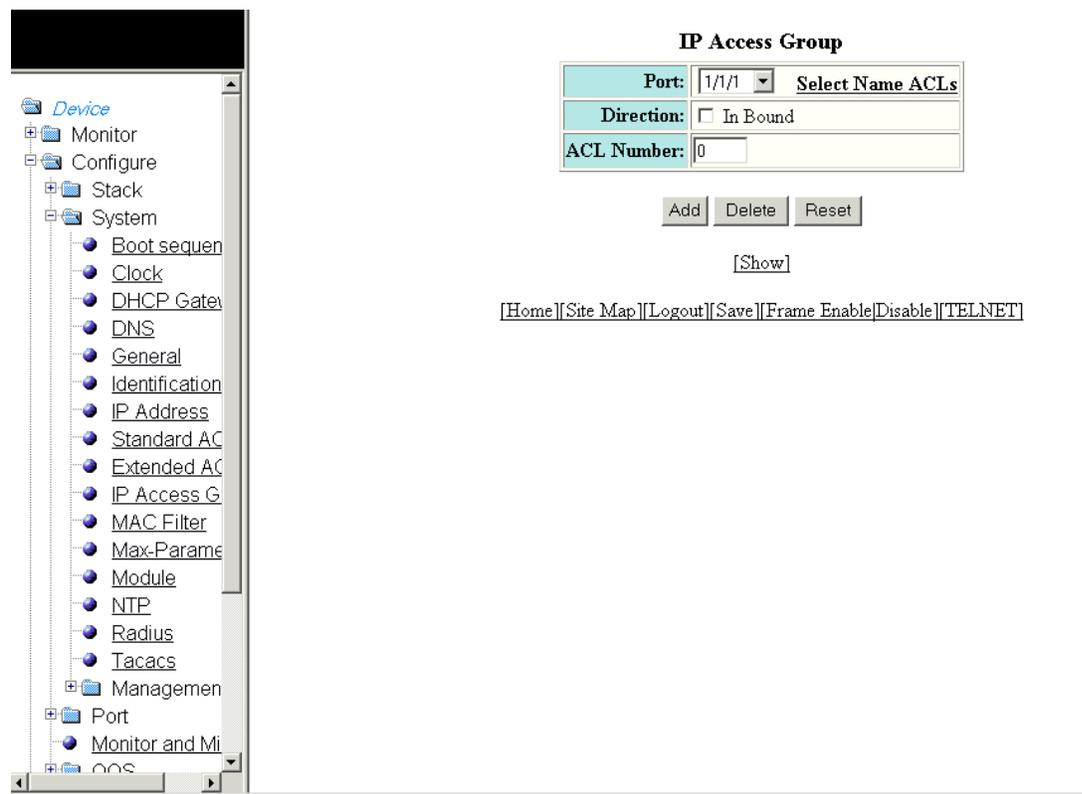 Device
Monitor
Configure
Stack
System
Boot sequen
Clock
DHCP Gatew
DNS
General
Identification
IP Address
Standard AC
Extended AC
IP Access G
MAC Filter
Max-Parame
Module
NTP
Radius
Tacacs
Managemen
Port
Monitor and Mi
QOS
IP Access Group
Port: 1/1/1 Select Name ACLs
Direction: In Bound
ACL Number: 0
Add Delete Reset
[Show]
[Home][Site Map][Logout][Save][Frame Enable|Disable][TELNET]